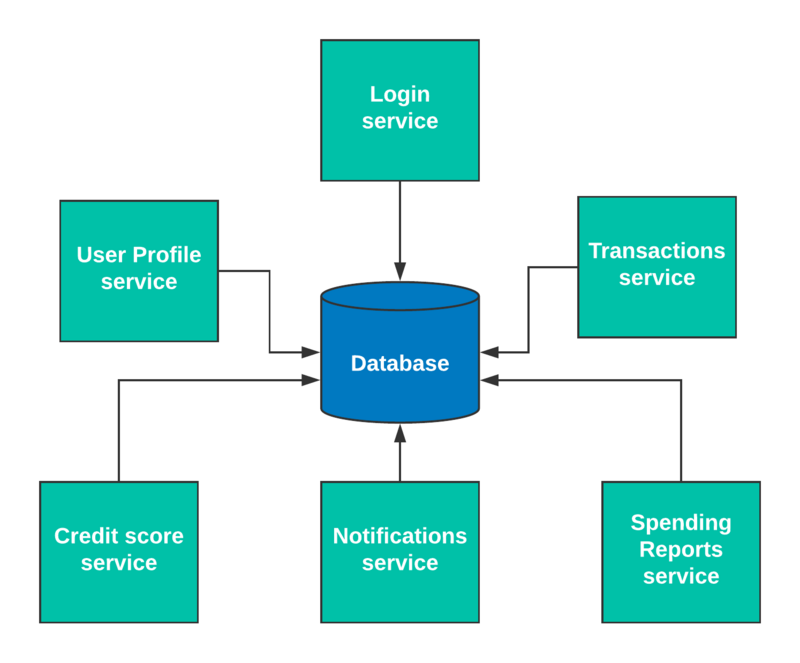 Login
service
User Profile
service
Transactions
service
Database
Credit score
service
Notifications
service
Spending
Reports
service